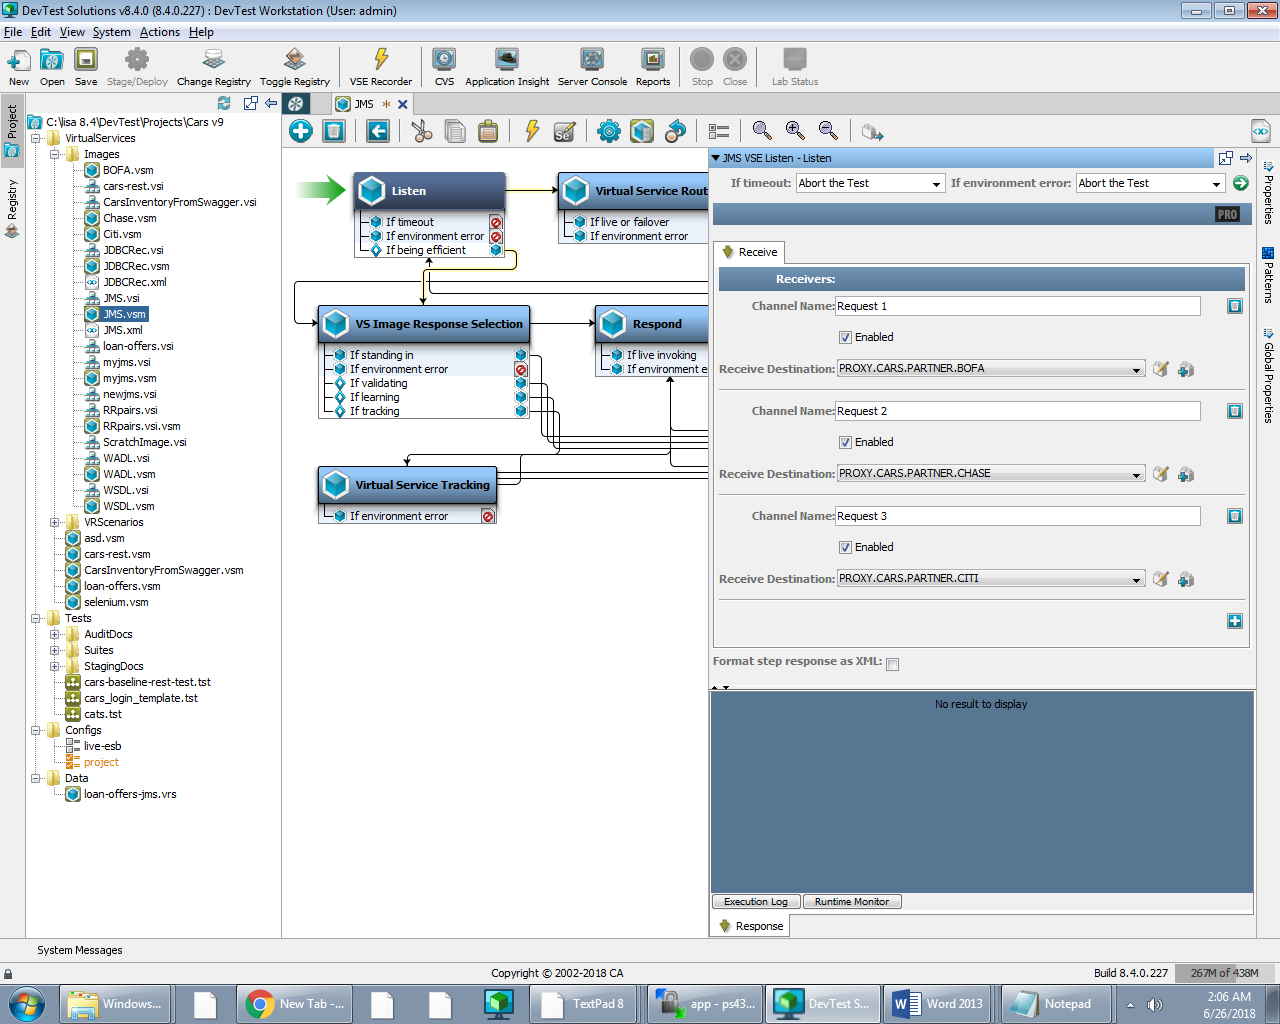 DevTest Solutions v8.4.0 (8.4.0.227) : DevTest Workstation (User: admin)
File Edit View System Actions Help
New Open Save Stage/Deploy Change Registry Toggle Registry VSE Recorder CVS Application Insight Server Console Reports Stop Close Lab Status
Project
Registry
C:\lisa 8.4\DevTest\Projects\Cars v9
VirtualServices
Images
BOFA.vsm
cars-rest.vsi
CarsInventoryFromSwagger.vsi
Chase.vsm
Citi.vsm
JDBCRec.vsi
JDBCRec.vsm
JDBCRec.xml
JMS.vsi
JMS.vsm
JMS.xml
loan-offers.vsi
myjms.vsi
myjms.vsm
newjms.vsi
RRpairs.vsi
RRpairs.vsi.vsm
ScratchImage.vsi
WADL.vsi
WADL.vsm
WSDL.vsi
WSDL.vsm
VRScenarios
asd.vsm
cars-rest.vsm
CarsInventoryFromSwagger.vsm
loan-offers.vsm
selenium.vsm
Tests
AuditDocs
Suites
StagingDocs
cars-baseline-rest-test.tst
cars_login_template.tst
cats.tst
Configs
live-esb
project
Data
loan-offers-jms.vrs
JMS
Se
Listen
If timeout
If environment error
If being efficient
Virtual Service Rout
If live or failover
If environment error
VS Image Response Selection
If standing in
If environment error
If validating
If learning
If tracking
Respond
If live invoking
If environment e
Virtual Service Tracking
If environment error
JMS VSE Listen - Listen
If timeout: Abort the Test If environment error: Abort the Test
PRO
Receive
Receivers:
Channel Name: Request 1
Enabled
Receive Destination: PROXY.CARS.PARTNER.BOFA
Channel Name: Request 2
Enabled
Receive Destination: PROXY.CARS.PARTNER.CHASE
Channel Name: Request 3
Enabled
Receive Destination: PROXY.CARS.PARTNER.CITI
Format step response as XML:
No result to display
Execution Log Runtime Monitor
Response
Properties
Patterns
Global Properties
System Messages
Copyright © 2002-2018 CA
Build 8.4.0.227 267M of 438M
Windows... New Tab -... TextPad 8 app - ps43... DevTest S... Word 2013 Notepad
2:06 AM
6/26/2018